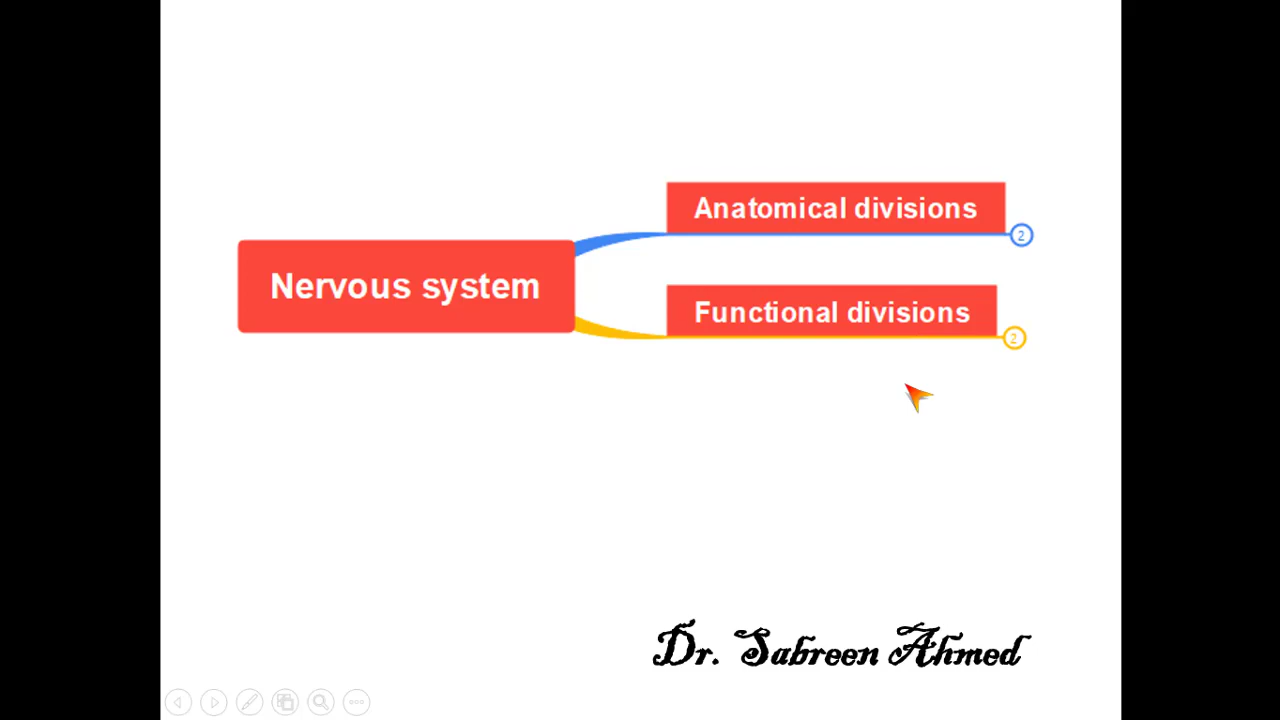 Anatomical divisions
2
Nervous system
Functional divisions
2
Dr. Sabreen Ahmed